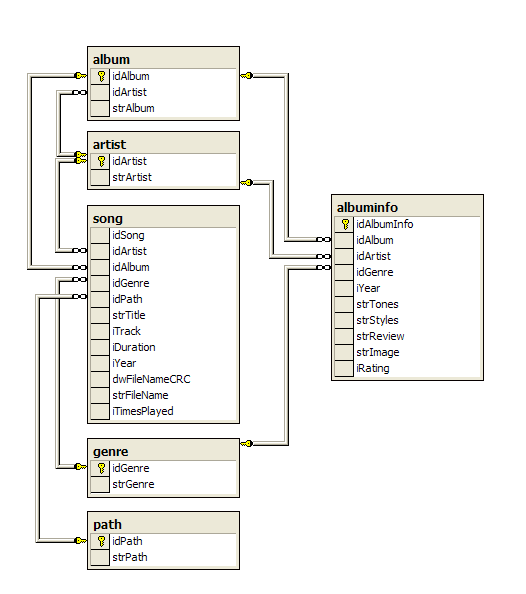 album
idAlbum
idArtist
strAlbum
artist
idArtist
strArtist
song
idSong
idArtist
idAlbum
idGenre
idPath
strTitle
iTrack
iDuration
iYear
dwFileNameCRC
strFileName
iTimesPlayed
genre
idGenre
strGenre
path
idPath
strPath
albuminfo
idAlbumInfo
idAlbum
idArtist
idGenre
iYear
strTones
strStyles
strReview
strImage
iRating